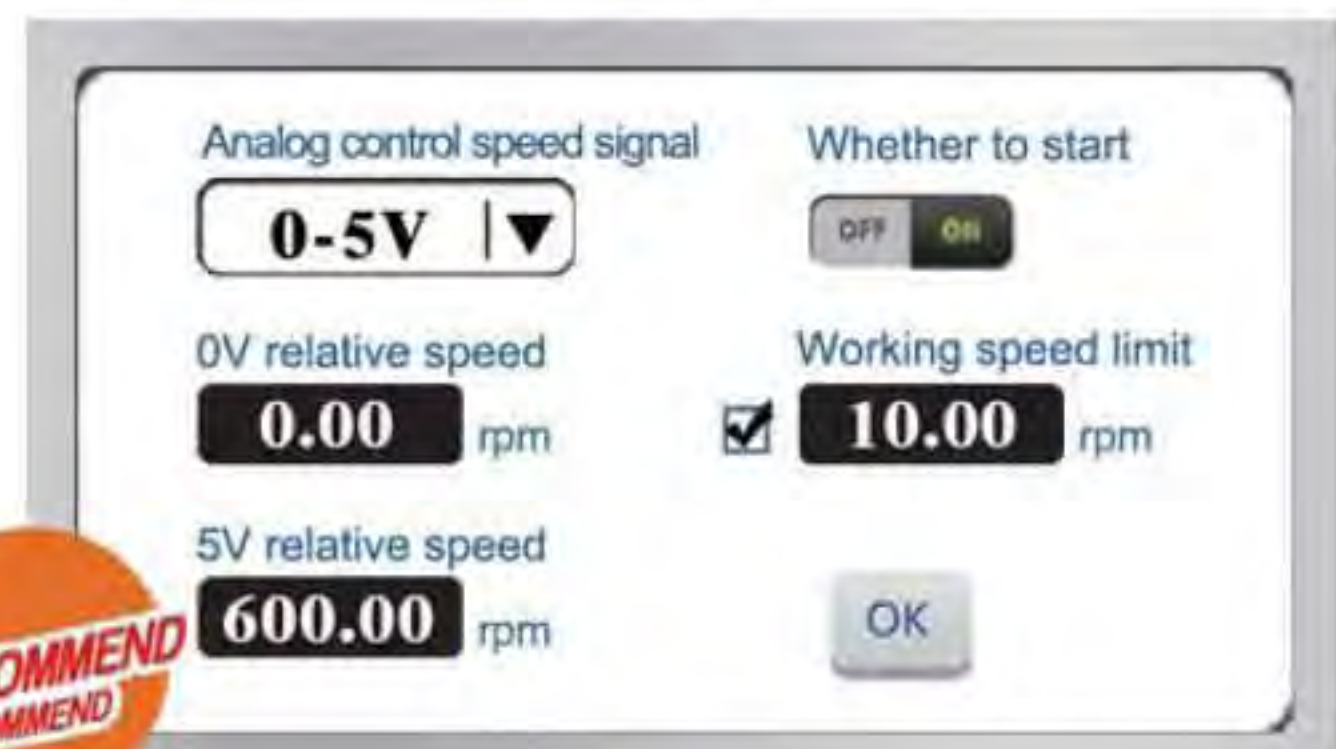 Analog control speed signal
Whether to start
0-5V
OFF ON
0V relative speed
Working speed limit
0.00 rpm
10.00 rpm
5V relative speed
600.00 rpm
OK